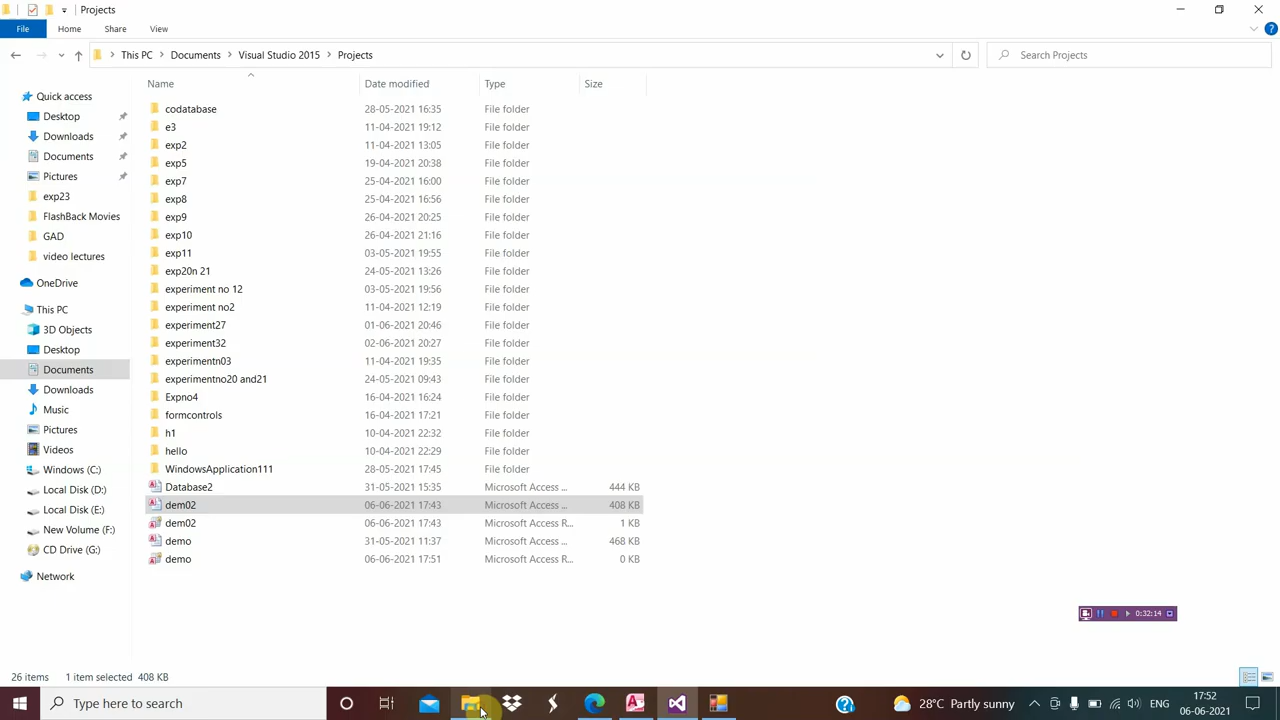 Projects
File
Home
Share
View
This PC
Documents
Visual Studio 2015
Projects
Search Projects
Name
Date modified
Type
Size
Quick access
Desktop
Downloads
Documents
Pictures
exp23
FlashBack Movies
GAD
video lectures
OneDrive
This PC
3D Objects
Desktop
Documents
Downloads
Music
Pictures
Videos
Windows (C:)
Local Disk (D:)
Local Disk (E:)
New Volume (F:)
CD Drive (G:)
Network
codatabase 28-05-2021 16:35 File folder
e3 11-04-2021 19:12 File folder
exp2 11-04-2021 13:05 File folder
exp5 19-04-2021 20:38 File folder
exp7 25-04-2021 16:00 File folder
exp8 25-04-2021 16:56 File folder
exp9 26-04-2021 20:25 File folder
exp10 26-04-2021 21:16 File folder
exp11 03-05-2021 19:55 File folder
exp20n 21 24-05-2021 13:26 File folder
experiment no 12 03-05-2021 19:56 File folder
experiment no2 11-04-2021 12:19 File folder
experiment27 01-06-2021 20:46 File folder
experiment32 02-06-2021 20:27 File folder
experimentn03 11-04-2021 19:35 File folder
experimentno20 and21 24-05-2021 09:43 File folder
Expno4 16-04-2021 16:24 File folder
formcontrols 16-04-2021 17:21 File folder
h1 10-04-2021 22:32 File folder
hello 10-04-2021 22:29 File folder
WindowsApplication111 28-05-2021 17:45 File folder
Database2 31-05-2021 15:35 Microsoft Access ... 444 KB
dem02 06-06-2021 17:43 Microsoft Access ... 408 KB
dem02 06-06-2021 17:43 Microsoft Access R... 1 KB
demo 31-05-2021 11:37 Microsoft Access ... 468 KB
demo 06-06-2021 17:51 Microsoft Access R... 0 KB
0:32:14
26 items 1 item selected 408 KB
Type here to search
28°C Partly sunny
17:52
06-06-2021